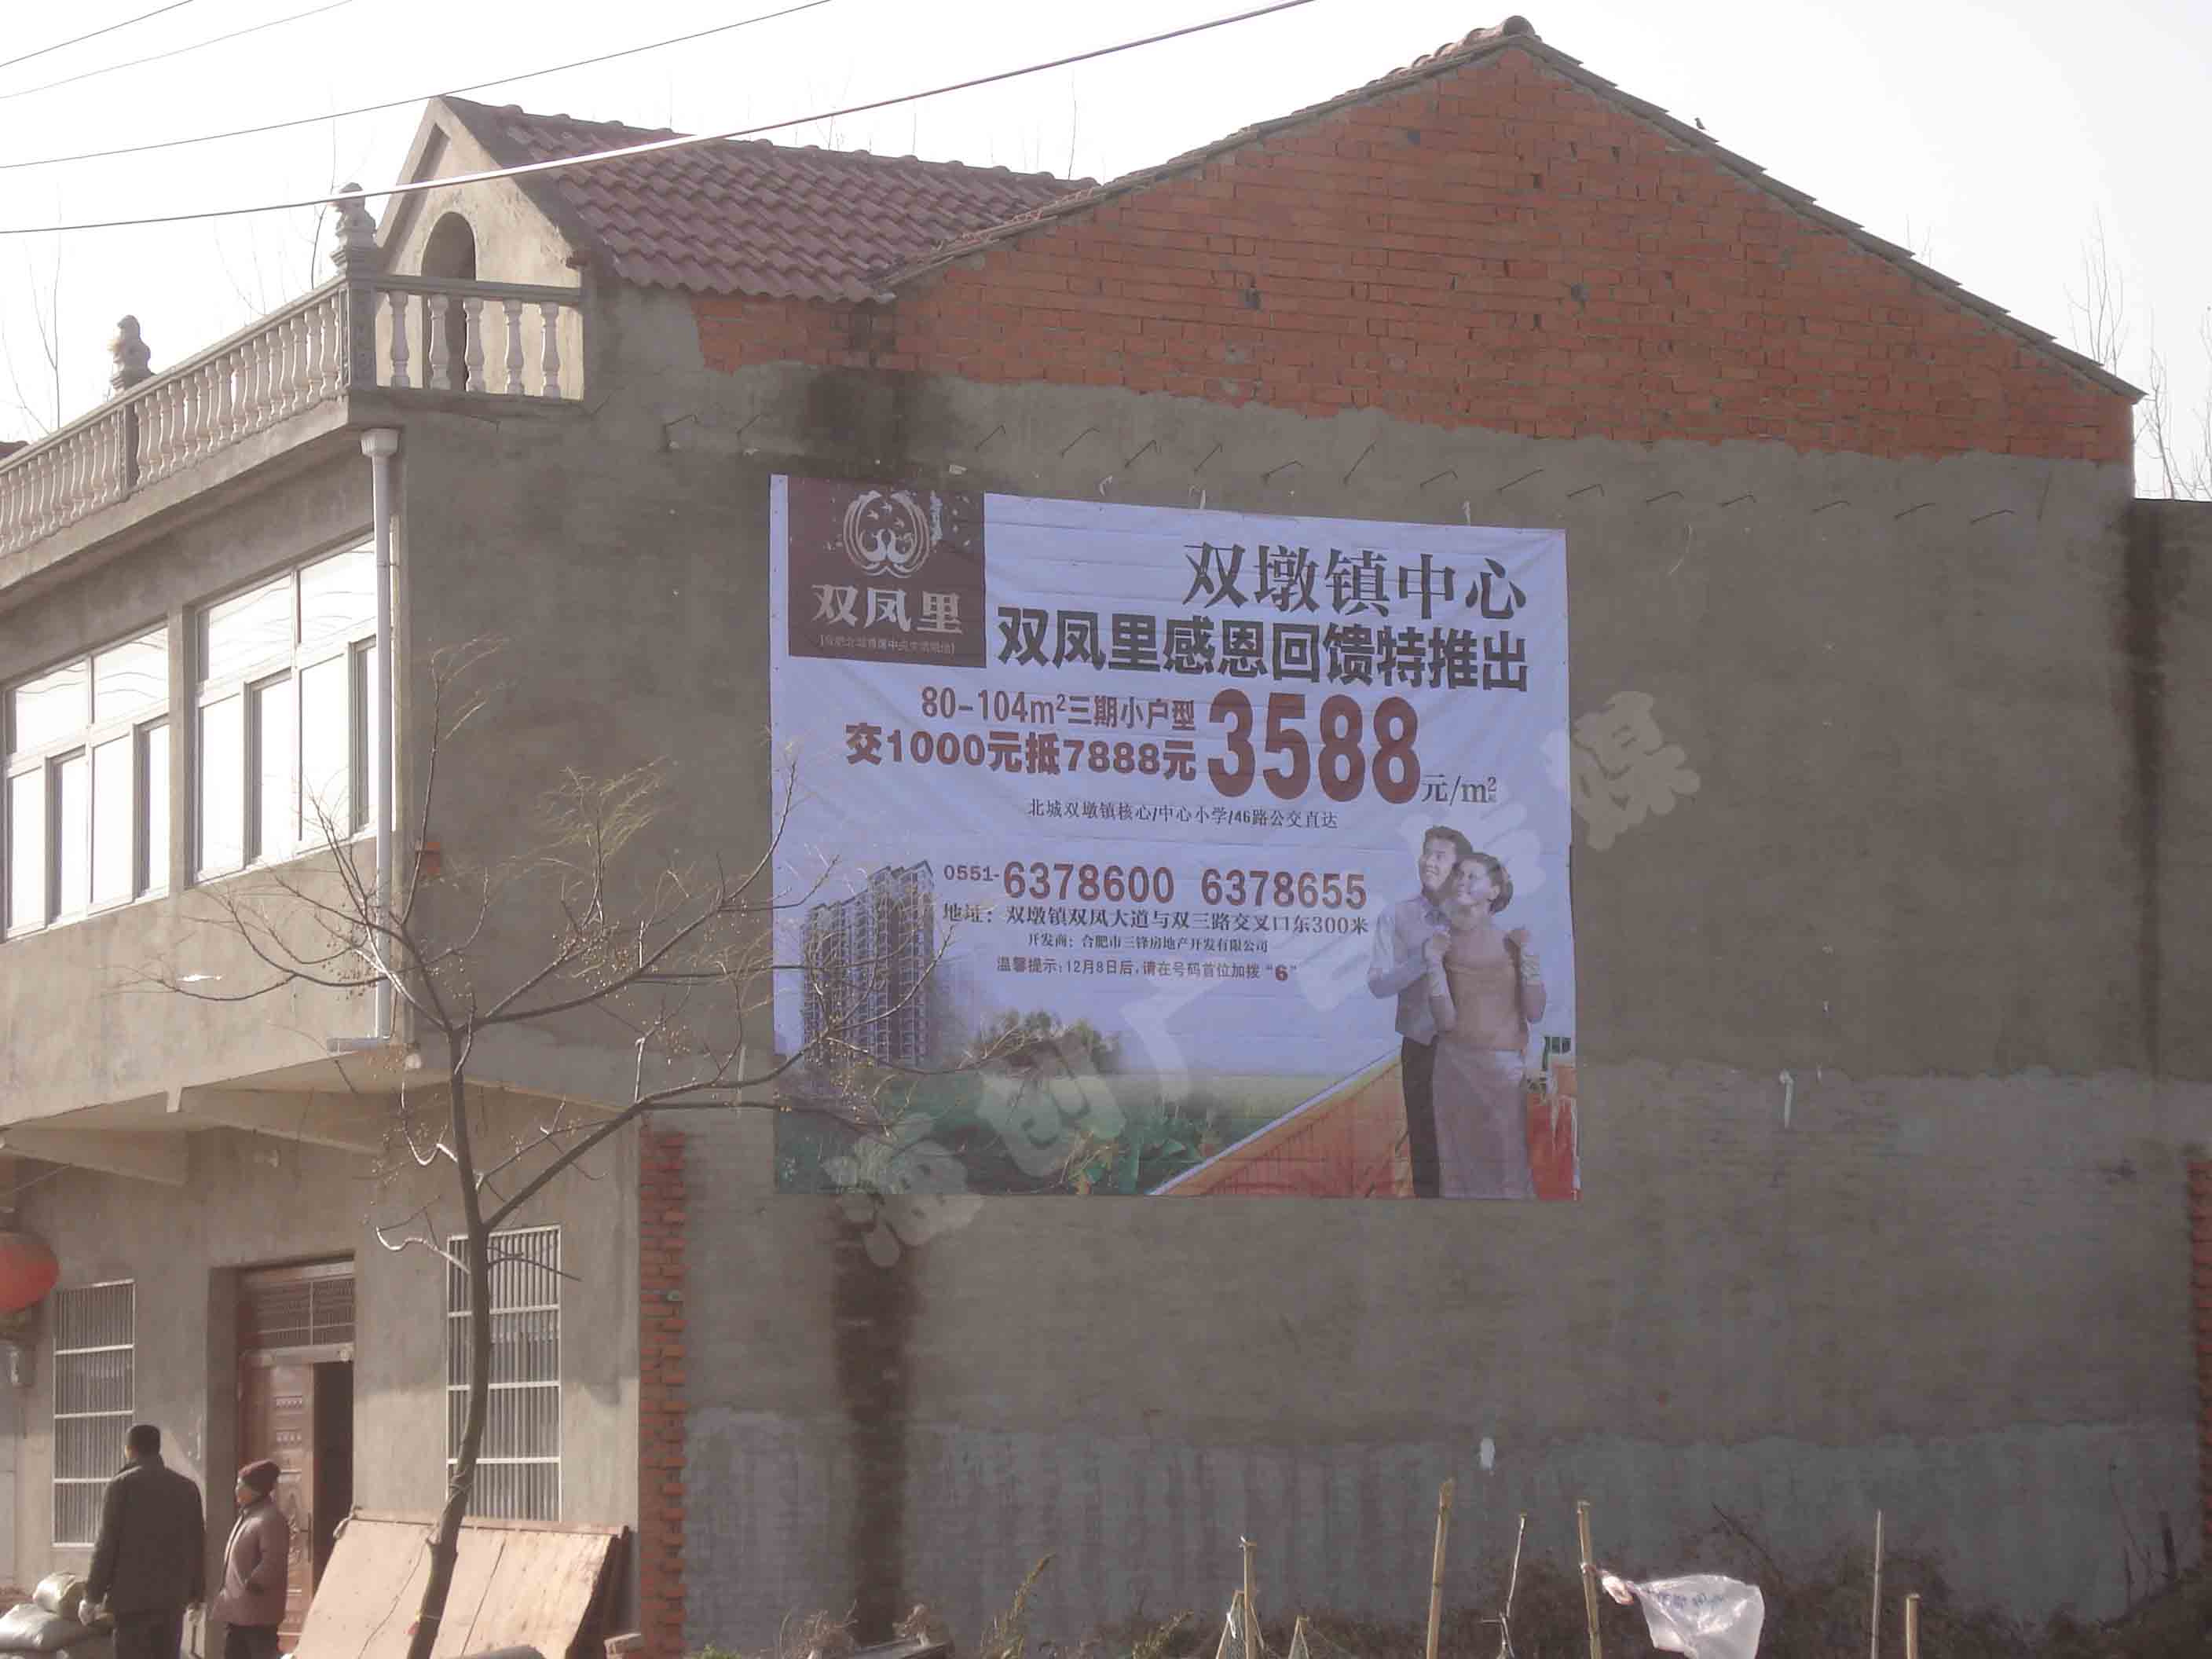 双凤里
双墩镇中心
双凤里感恩回馈特推出
80-104m²三期小户型
交1000元抵7888元
3588元/m²
北城双墩镇核心/中心小学/46路公交直达
0551-6378600 6378655
地址：双墩镇双凤大道与双三路交叉口东300米
开发商：合肥市三锋房地产开发有限公司
温馨提示：12月8日后，请在号码首位加拨“6”